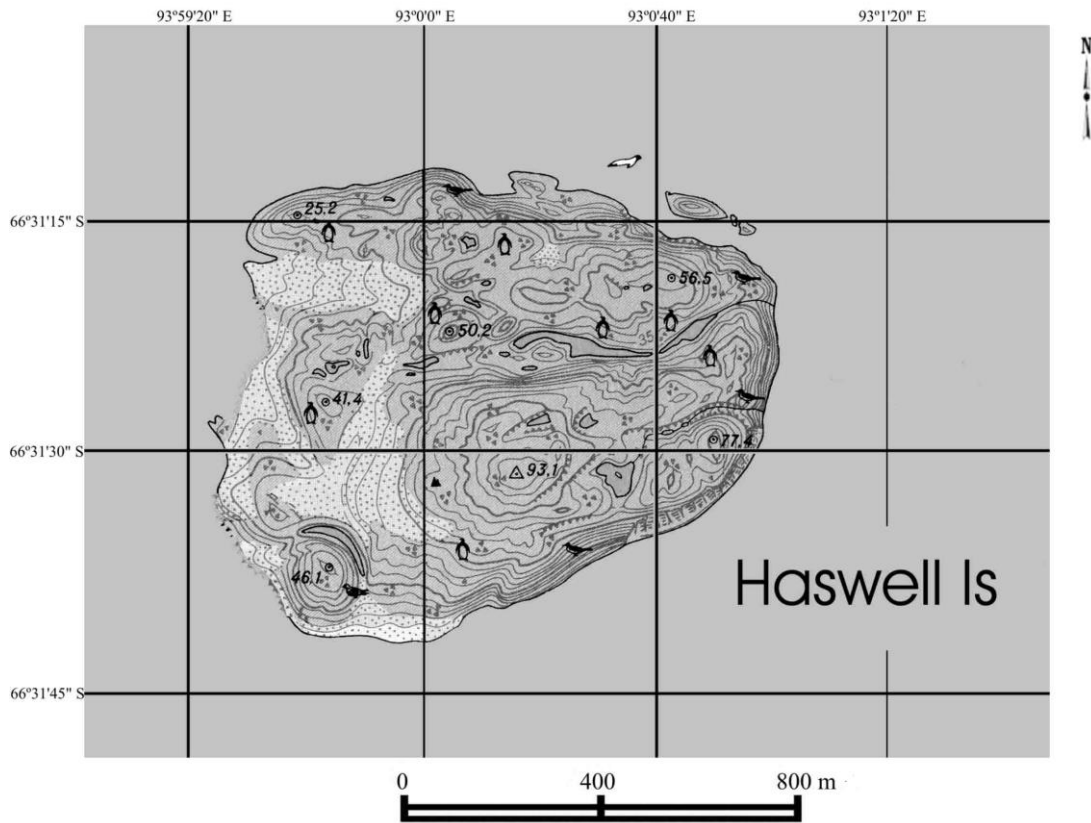 93°59'20" E
93°0'0" E
93°0'40" E
93°1'20" E
N
66°31'15" S
25.2
56.5
50.2
35
41.4
77.4
66°31'30" S
93.1
46.1
Haswell Is
66°31'45" S
0
400
800 m